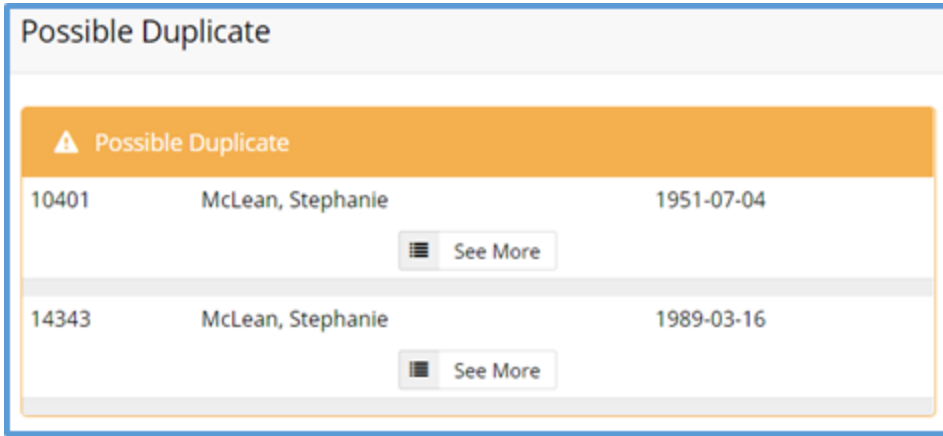 Possible Duplicate
Possible Duplicate
10401 McLean, Stephanie 1951-07-04
See More
14343 McLean, Stephanie 1989-03-16
See More